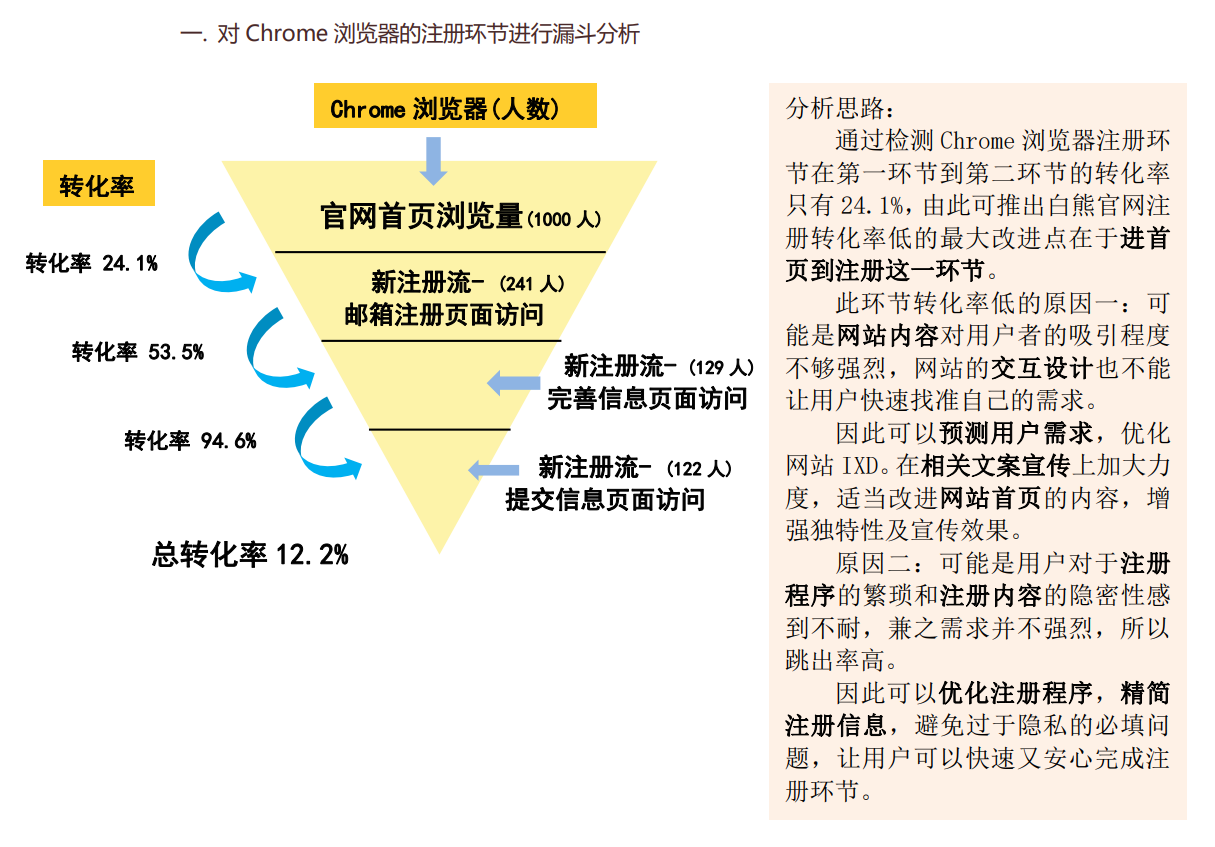 一. 对 Chrome 浏览器的注册环节进行漏斗分析
Chrome 浏览器(人数)
转化率
官网首页浏览量(1000 人)
转化率 24.1%
新注册流- (241 人)
邮箱注册页面访问
转化率 53.5%
新注册流- (129 人)
完善信息页面访问
转化率 94.6%
新注册流- (122 人)
提交信息页面访问
总转化率 12.2%
分析思路：
通过检测 Chrome 浏览器注册环
节在第一环节到第二环节的转化率
只有 24.1%，由此可推出白熊官网注
册转化率低的最大改进点在于进首
页到注册这一环节。
此环节转化率低的原因一：可
能是网站内容对用户者的吸引程度
不够强烈，网站的交互设计也不能
让用户快速找准自己的需求。
因此可以预测用户需求，优化
网站 IXD。在相关文案宣传上加大力
度，适当改进网站首页的内容，增
强独特性及宣传效果。
原因二：可能是用户对于注册
程序的繁琐和注册内容的隐密性感
到不耐，兼之需求并不强烈，所以
跳出率高。
因此可以优化注册程序，精简
注册信息，避免过于隐私的必填问
题，让用户可以快速又安心完成注
册环节。